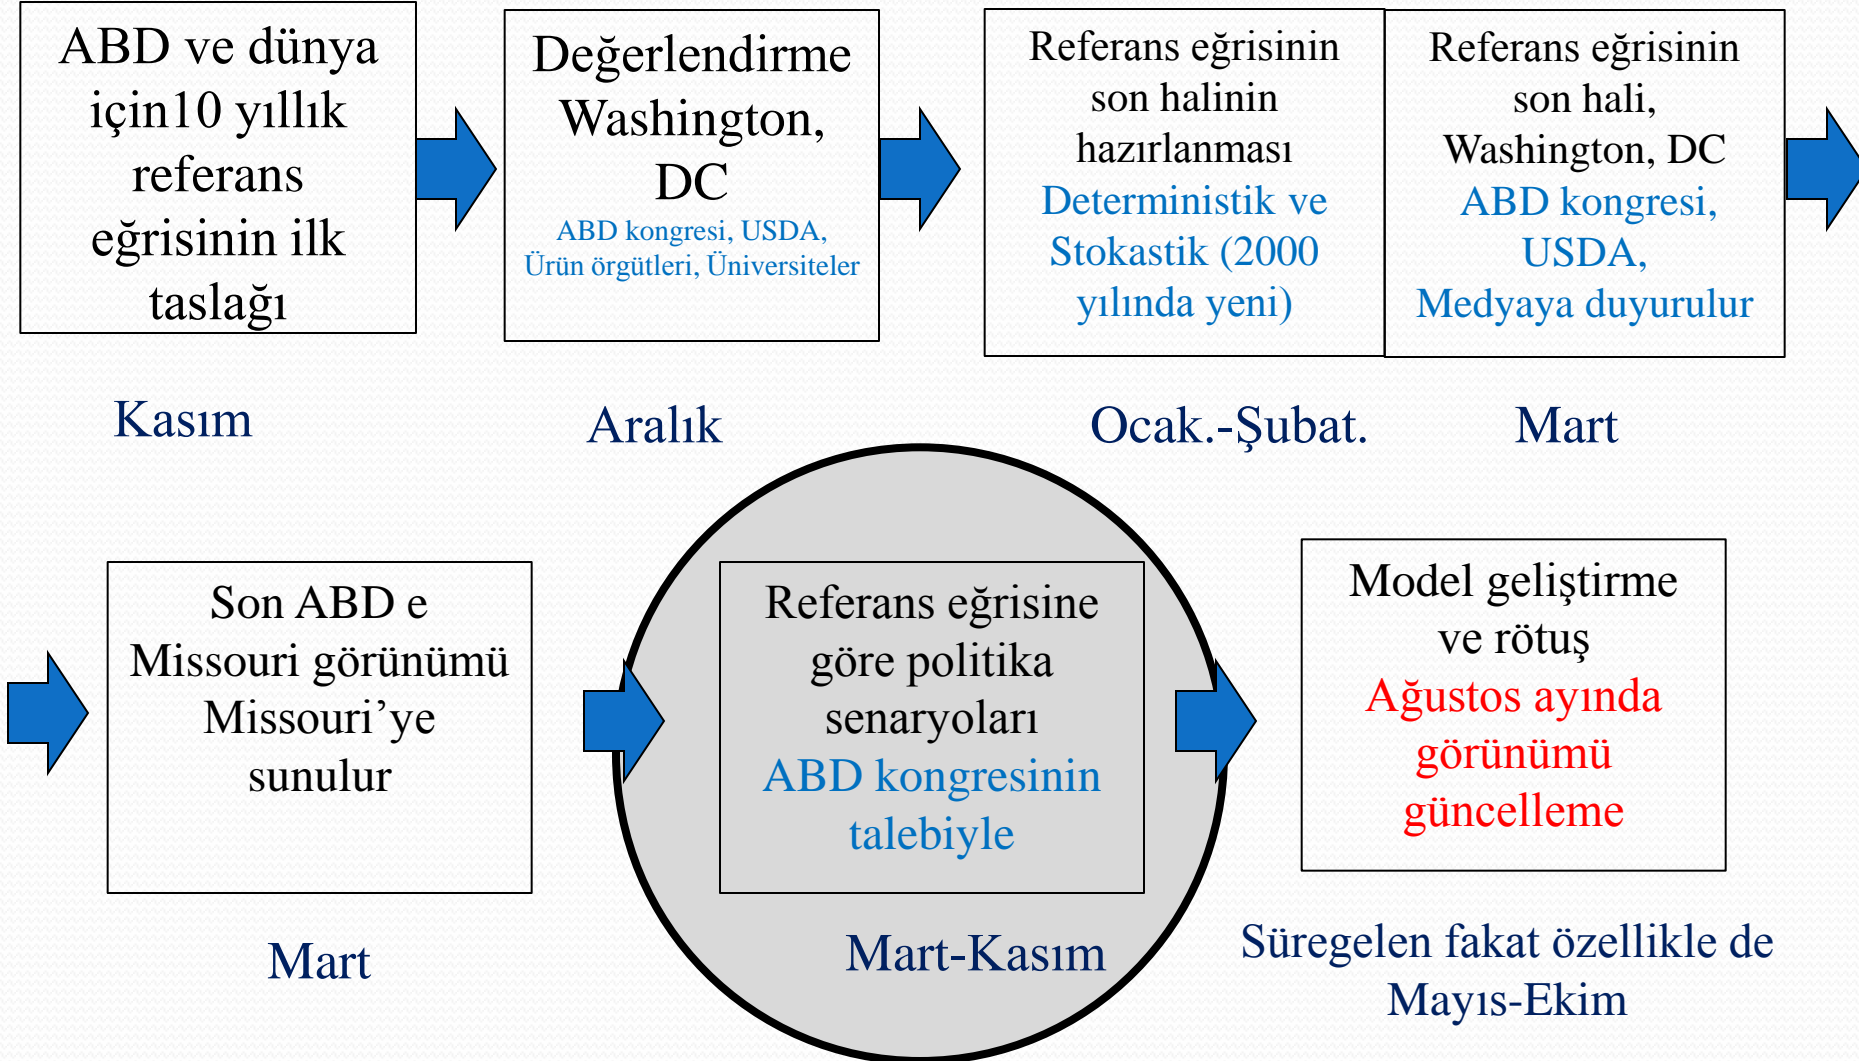 ABD ve dünya
için10 yıllık
referans
eğrisinin ilk
taslağı
Kasım
Değerlendirme
Washington,
DC
ABD kongresi, USDA,
Ürün örgütleri, Üniversiteler
Aralık
Referans eğrisinin
son halinin
hazırlanması
Deterministik ve
Stokastik (2000
yılında yeni)
Ocak.-Şubat.
Referans eğrisinin
son hali,
Washington, DC
ABD kongresi,
USDA,
Medyaya duyurulur
Mart
Son ABD e
Missouri görünümü
Missouri’ye
sunulur
Mart
Referans eğrisine
göre politika
senaryoları
ABD kongresinin
talebiyle
Mart-Kasım
Model geliştirme
ve rötuş
Ağustos ayında
görünümü
güncelleme
Süregelen fakat özellikle de
Mayıs-Ekim